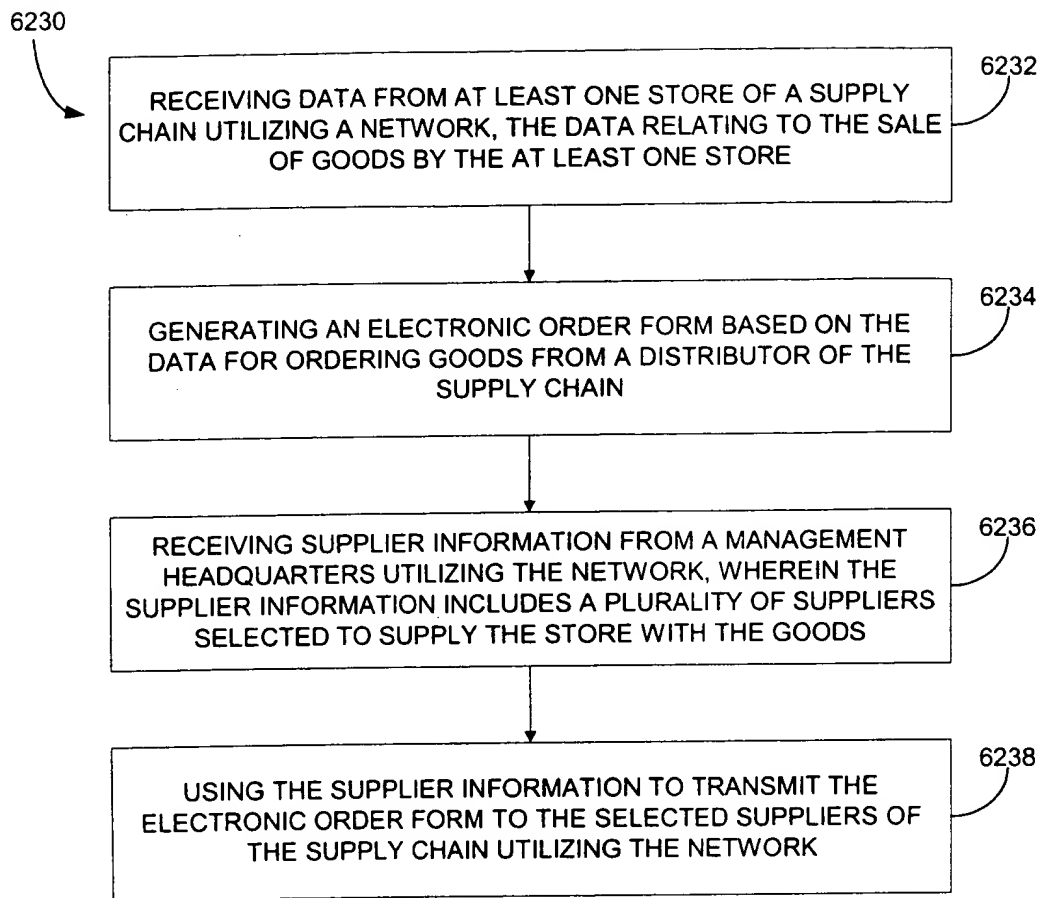 6230
6232
RECEIVING DATA FROM AT LEAST ONE STORE OF A SUPPLY
CHAIN UTILIZING A NETWORK, THE DATA RELATING TO THE SALE
OF GOODS BY THE AT LEAST ONE STORE
6234
GENERATING AN ELECTRONIC ORDER FORM BASED ON THE
DATA FOR ORDERING GOODS FROM A DISTRIBUTOR OF THE
SUPPLY CHAIN
6236
RECEIVING SUPPLIER INFORMATION FROM A MANAGEMENT
HEADQUARTERS UTILIZING THE NETWORK, WHEREIN THE
SUPPLIER INFORMATION INCLUDES A PLURALITY OF SUPPLIERS
SELECTED TO SUPPLY THE STORE WITH THE GOODS
6238
USING THE SUPPLIER INFORMATION TO TRANSMIT THE
ELECTRONIC ORDER FORM TO THE SELECTED SUPPLIERS OF
THE SUPPLY CHAIN UTILIZING THE NETWORK